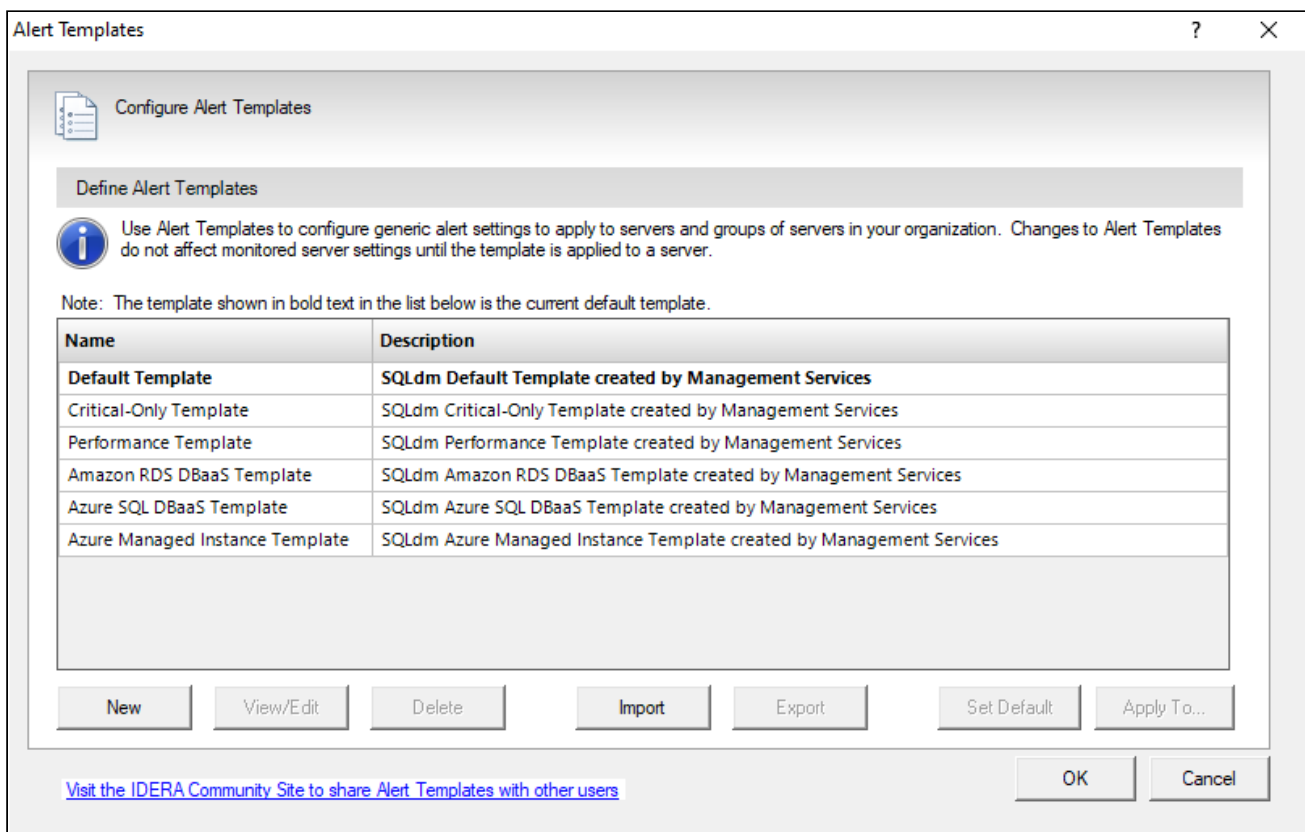 Alert Templates ?
Configure Alert Templates
Define Alert Templates
Use Alert Templates to configure generic alert settings to apply to servers and groups of servers in your organization. Changes to Alert Templates
do not affect monitored server settings until the template is applied to a server.
Note: The template shown in bold text in the list below is the current default template.
Name Description
Default Template SQLdm Default Template created by Management Services
Critical-Only Template SQLdm Critical-Only Template created by Management Services
Performance Template SQLdm Performance Template created by Management Services
Amazon RDS DBaaS Template SQLdm Amazon RDS DBaaS Template created by Management Services
Azure SQL DBaaS Template SQLdm Azure SQL DBaaS Template created by Management Services
Azure Managed Instance Template SQLdm Azure Managed Instance Template created by Management Services
New View/Edit Delete Import Export Set Default Apply To...
OK Cancel
Visit the IDERA Community Site to share Alert Templates with other users